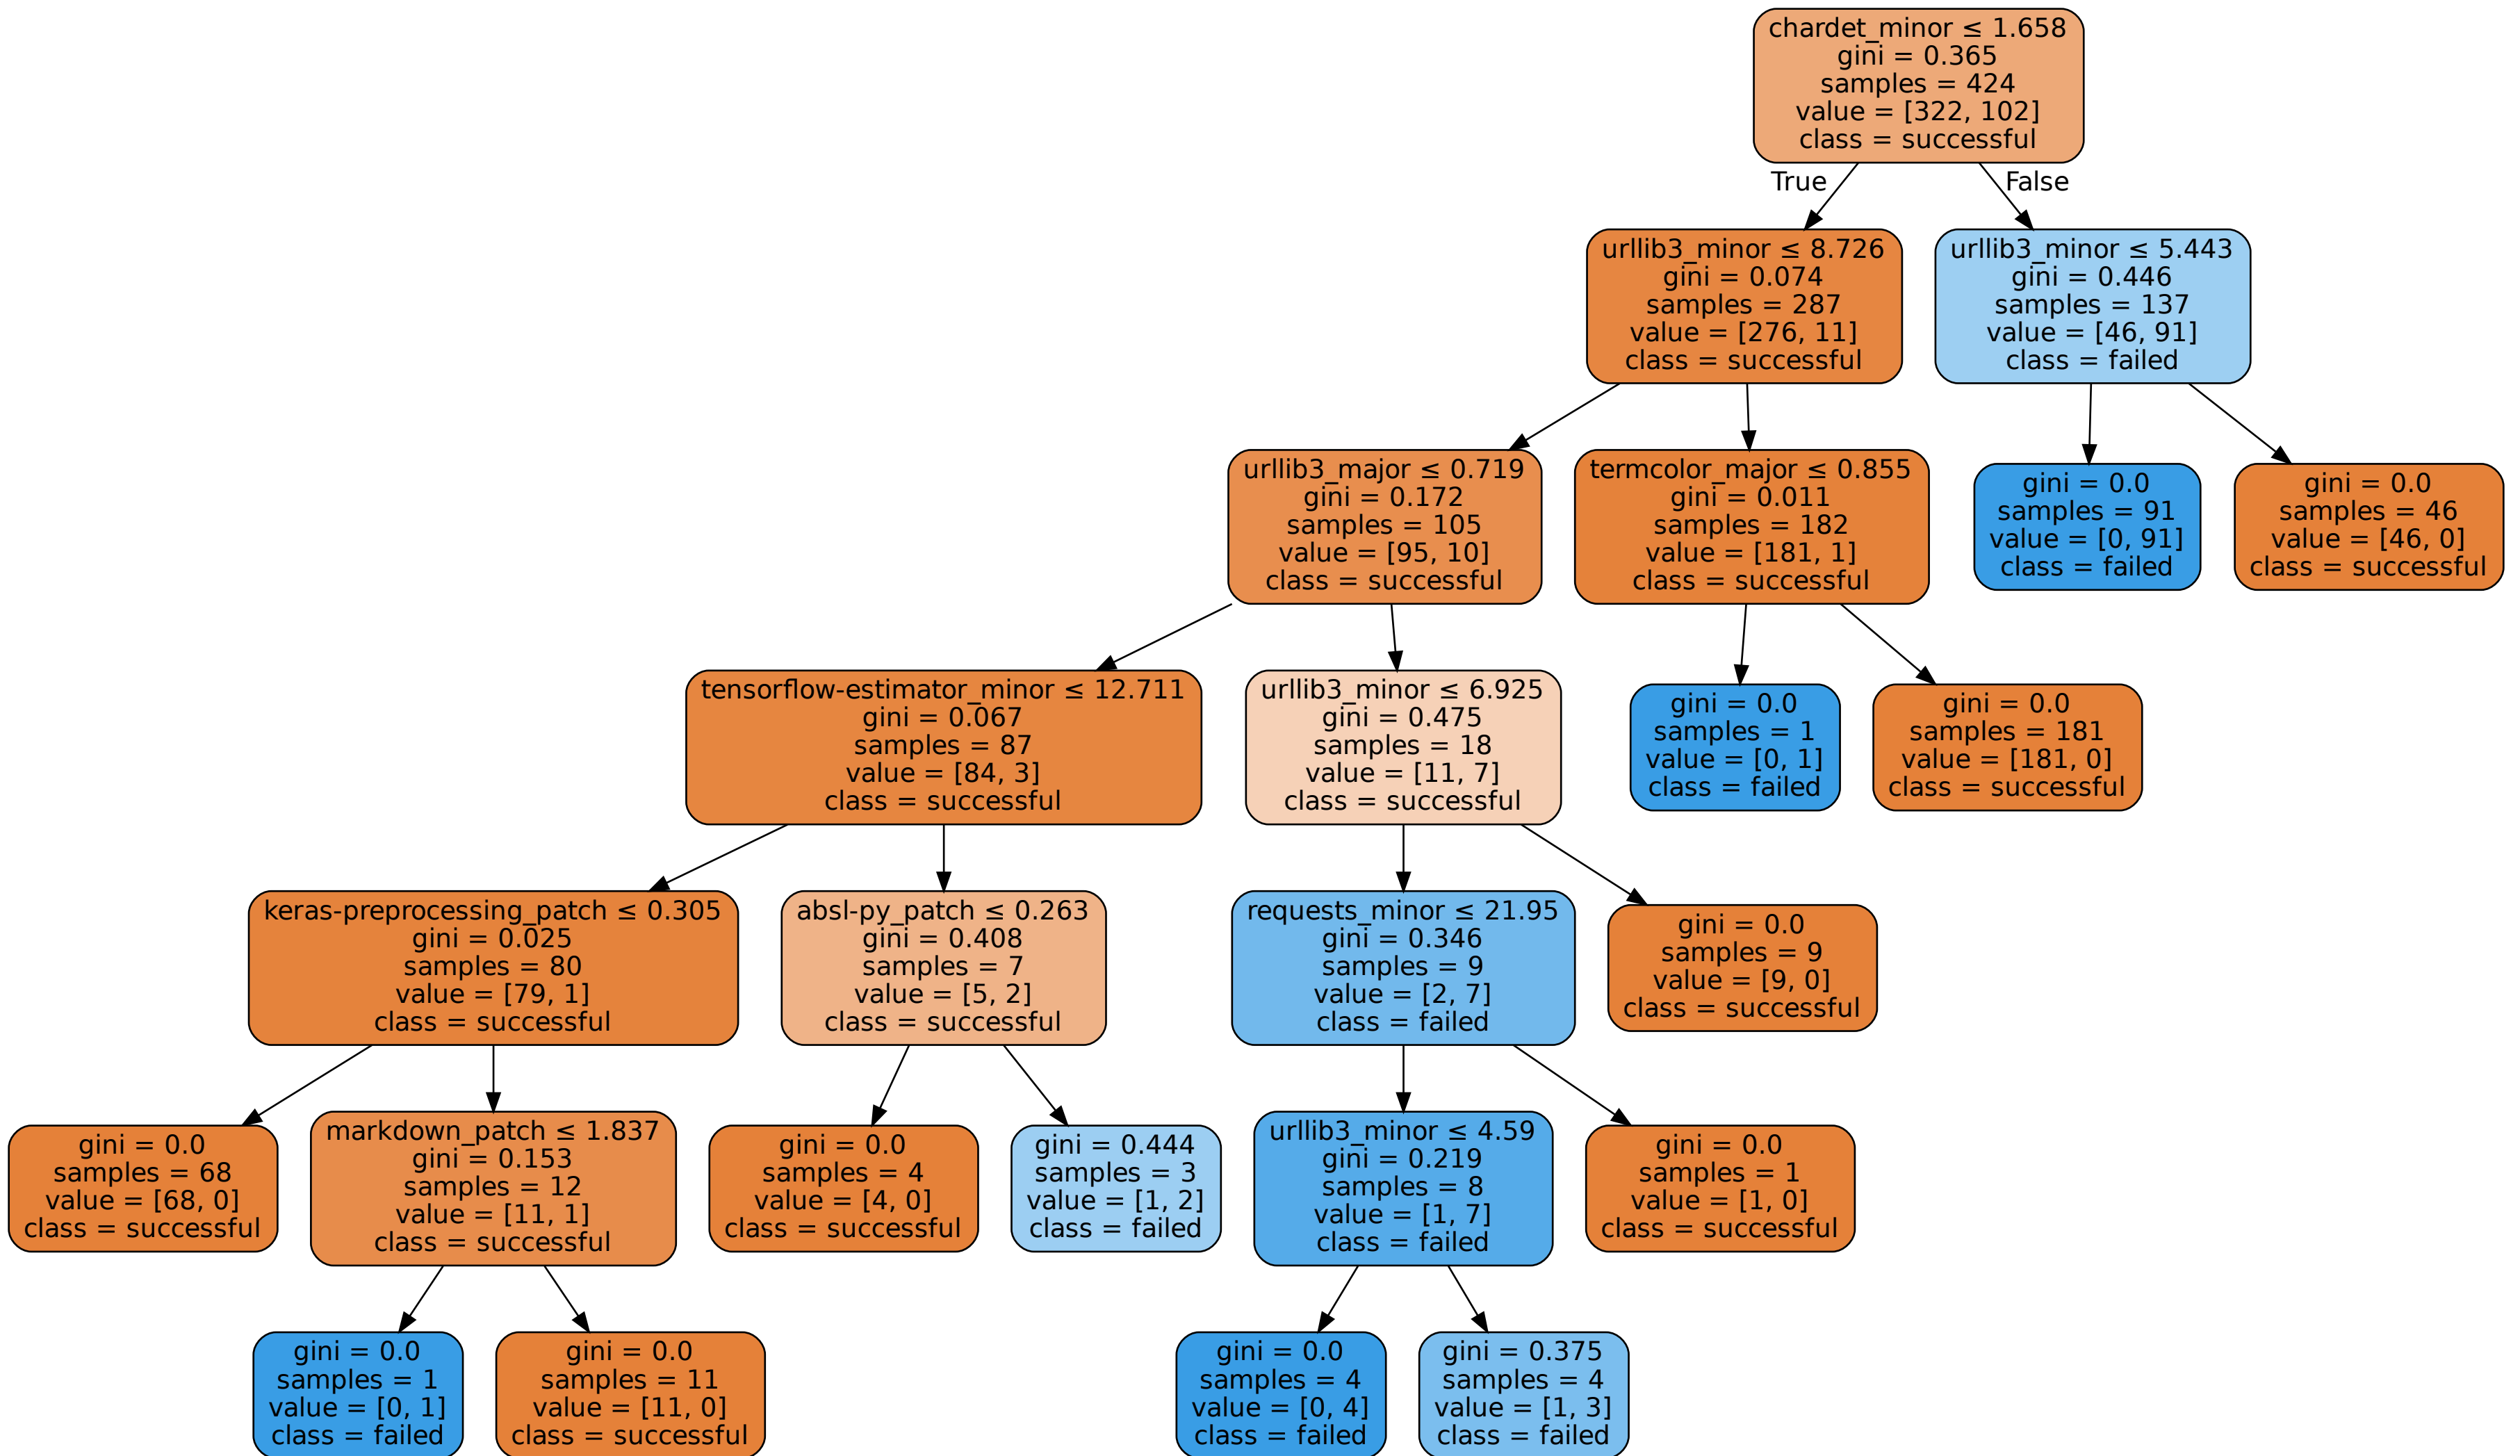 chardet_minor ≤ 1.658
gini = 0.365
samples = 424
value = [322, 102]
class = successful
True
False
urllib3_minor ≤ 8.726
gini = 0.074
samples = 287
value = [276, 11]
class = successful
urllib3_minor ≤ 5.443
gini = 0.446
samples = 137
value = [46, 91]
class = failed
urllib3_major ≤ 0.719
gini = 0.172
samples = 105
value = [95, 10]
class = successful
termcolor_major ≤ 0.855
gini = 0.011
samples = 182
value = [181, 1]
class = successful
gini = 0.0
samples = 91
value = [0, 91]
class = failed
gini = 0.0
samples = 46
value = [46, 0]
class = successful
tensorflow-estimator_minor ≤ 12.711
gini = 0.067
samples = 87
value = [84, 3]
class = successful
urllib3_minor ≤ 6.925
gini = 0.475
samples = 18
value = [11, 7]
class = successful
gini = 0.0
samples = 1
value = [0, 1]
class = failed
gini = 0.0
samples = 181
value = [181, 0]
class = successful
keras-preprocessing_patch ≤ 0.305
gini = 0.025
samples = 80
value = [79, 1]
class = successful
absl-py_patch ≤ 0.263
gini = 0.408
samples = 7
value = [5, 2]
class = successful
requests_minor ≤ 21.95
gini = 0.346
samples = 9
value = [2, 7]
class = failed
gini = 0.0
samples = 9
value = [9, 0]
class = successful
gini = 0.0
samples = 68
value = [68, 0]
class = successful
markdown_patch ≤ 1.837
gini = 0.153
samples = 12
value = [11, 1]
class = successful
gini = 0.0
samples = 4
value = [4, 0]
class = successful
gini = 0.444
samples = 3
value = [1, 2]
class = failed
urllib3_minor ≤ 4.59
gini = 0.219
samples = 8
value = [1, 7]
class = failed
gini = 0.0
samples = 1
value = [1, 0]
class = successful
gini = 0.0
samples = 1
value = [0, 1]
class = failed
gini = 0.0
samples = 11
value = [11, 0]
class = successful
gini = 0.0
samples = 4
value = [0, 4]
class = failed
gini = 0.375
samples = 4
value = [1, 3]
class = failed